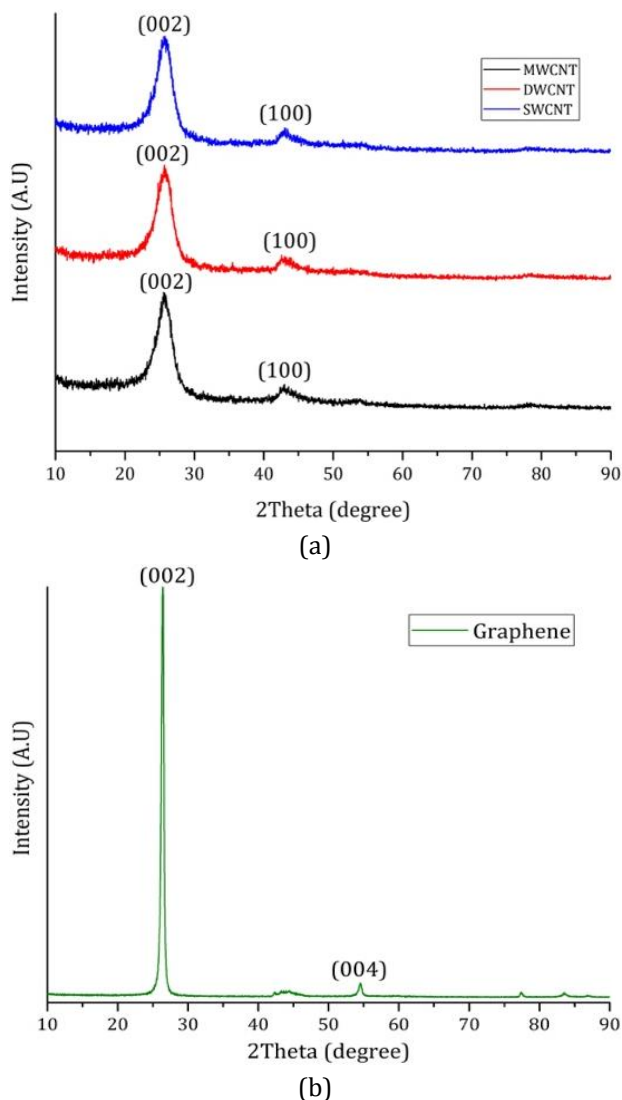 (002)
MWCNT
DWCNT
SWCNT
(100)
(002)
(100)
(002)
(100)
Intensity (A.U)
10 20 30 40 50 60 70 80 90
2Theta (degree)
(a)
(002)
Graphene
Intensity (A.U)
(004)
10 20 30 40 50 60 70 80 90
2Theta (degree)
(b)